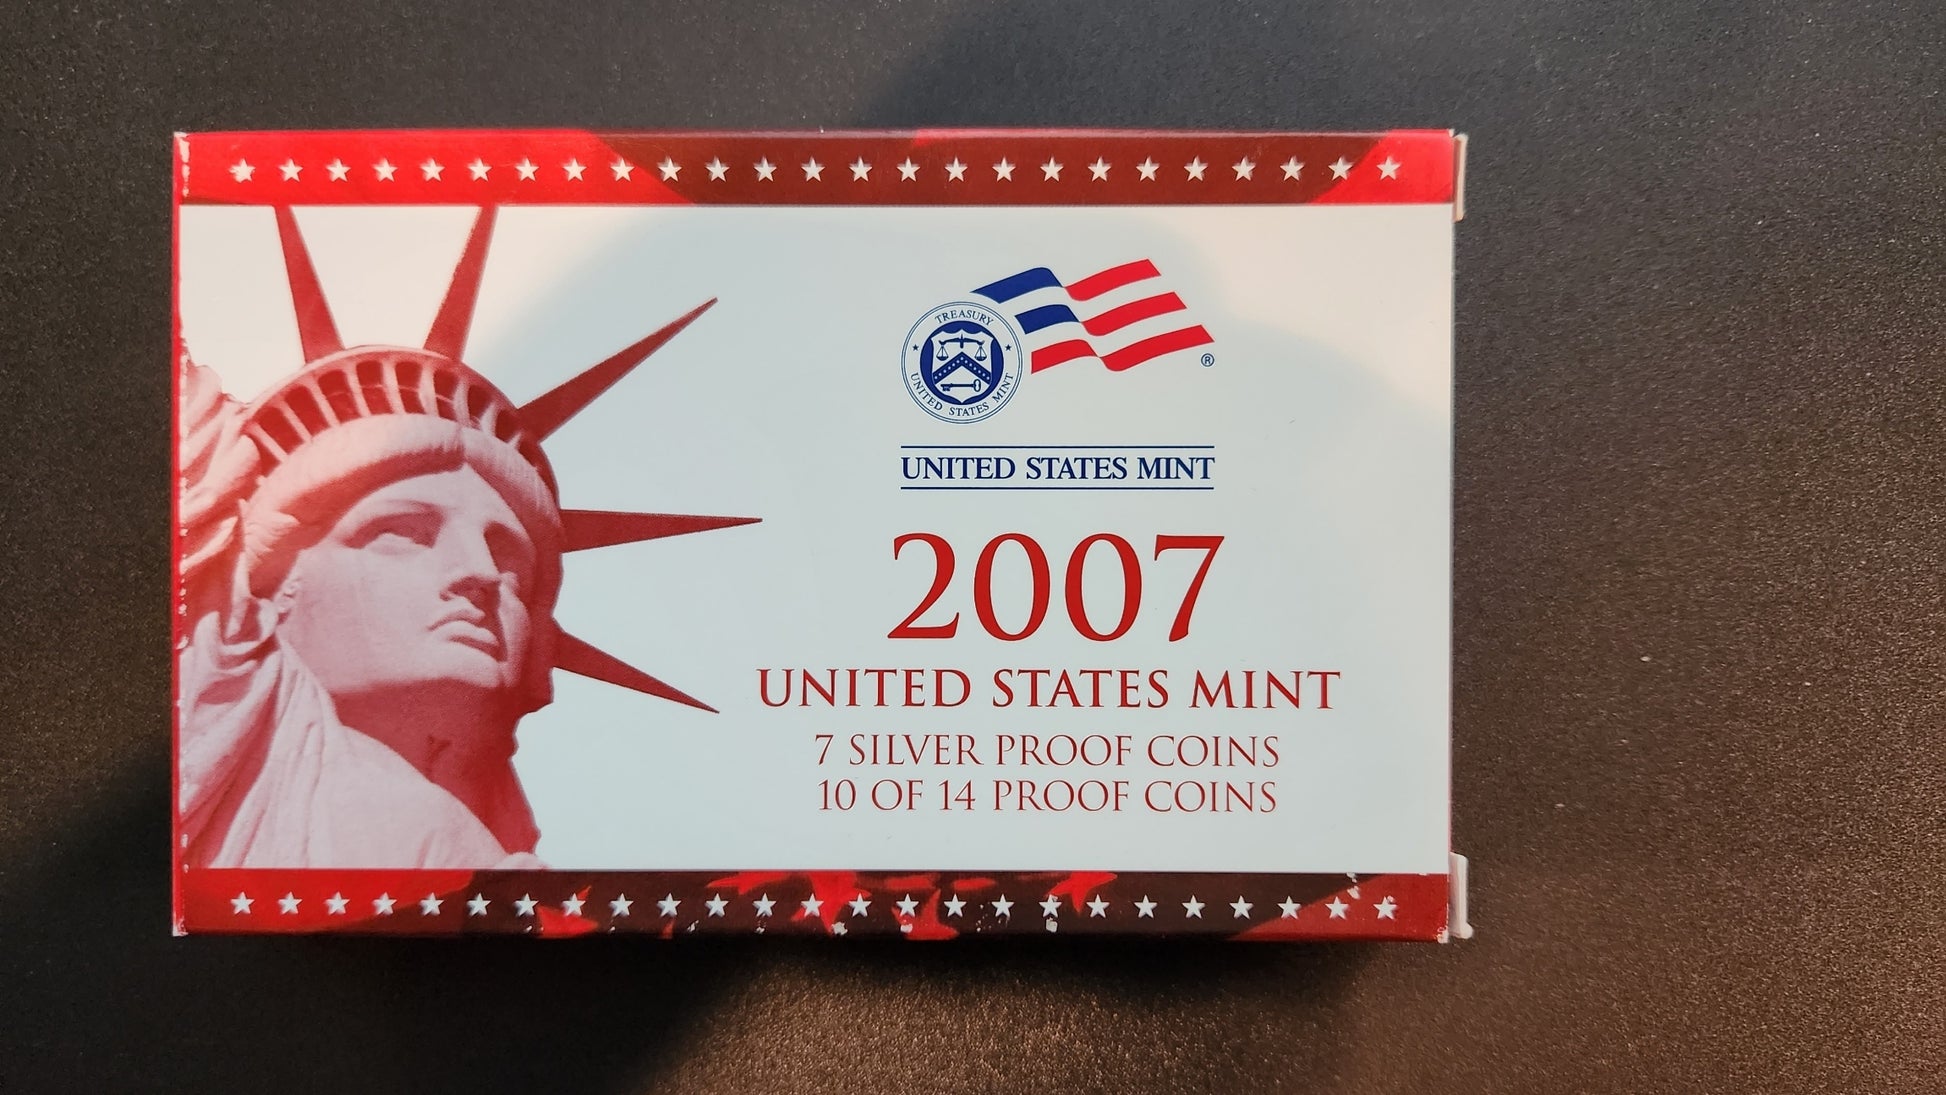 TREASURY
UNITED STATES MINT
®
UNITED STATES MINT
2007
UNITED STATES MINT
7 SILVER PROOF COINS
10 OF 14 PROOF COINS